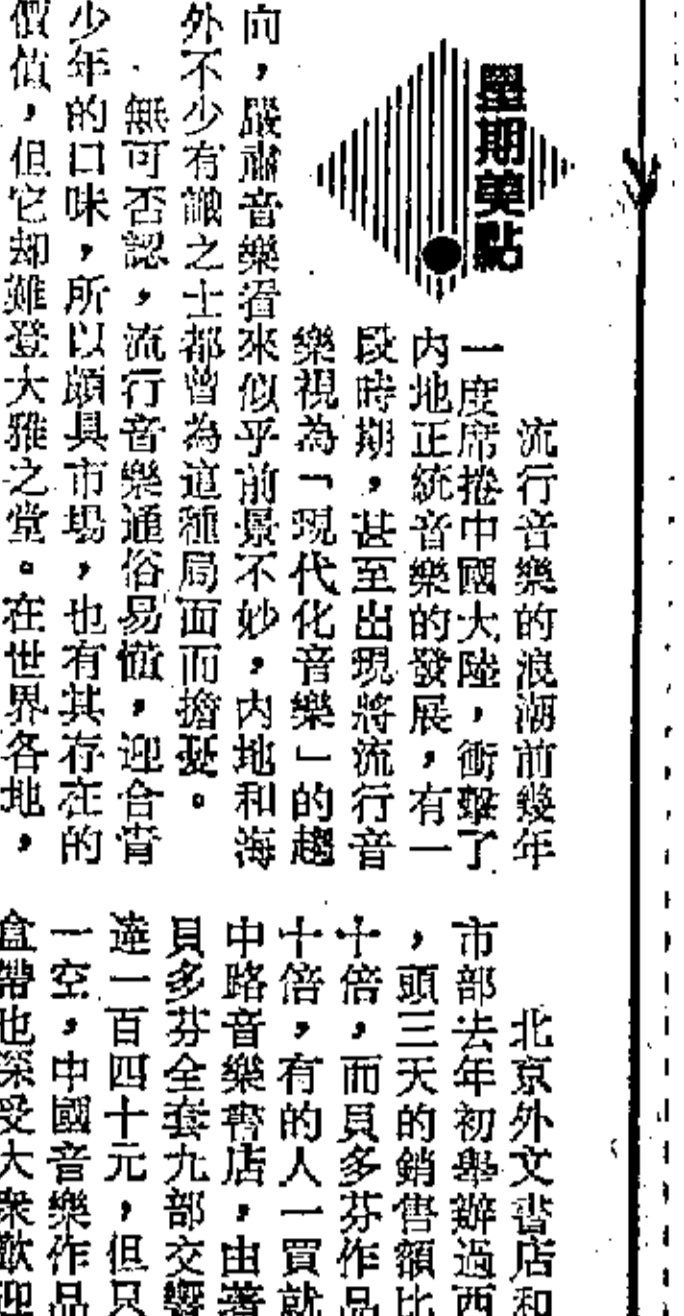 星期美點
流行音樂的浪潮前幾年
一度席捲中國大陸，衝擊了
内地正統音樂的發展，有一
段時期，甚至出現將流行音
樂視為「現代化音樂」的趨
向，嚴肅音樂看來似乎前景不妙，内地和海
外不少有識之士都曾為這種局面而擔憂。
無可否認，流行音樂通俗易懂，迎合青
少年的口味，所以頗具市場，也有其存在的
價值，但它却難登大雅之堂。在世界各地，
北京外文書店和
市部去年初舉辦過西
，頭三天的銷售額比
十倍，而貝多芬作品
十倍，有的人一買就
中路音樂書店，由著
貝多芬全套九部交響
達一百四十元，但只
一空，中國音樂作品
盒帶也深受大衆歡迎